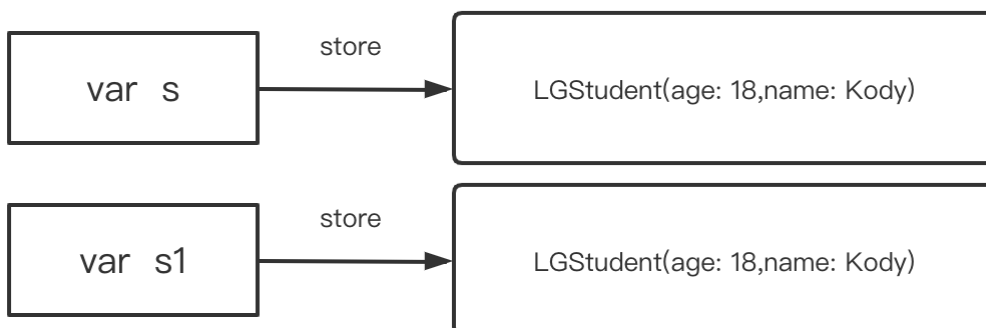 store
var s
LGStudent(age: 18,name: Kody)
store
var s1
LGStudent(age: 18,name: Kody)